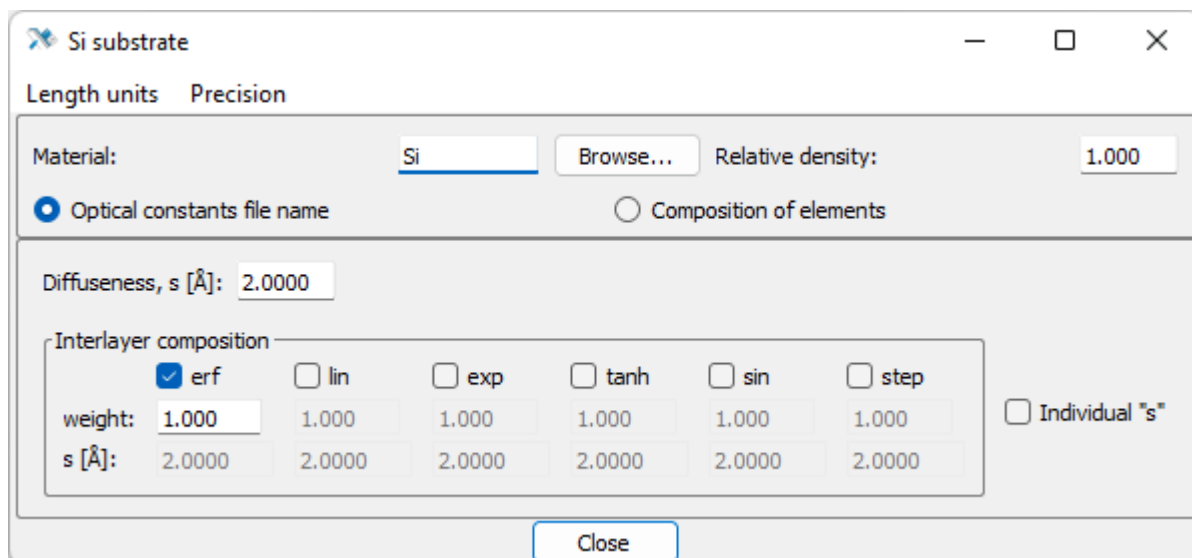 Si substrate
Length units Precision
Material: Si Browse... Relative density: 1.000
Optical constants file name Composition of elements
Diffuseness, s [Å]: 2.0000
Interlayer composition
erf lin exp tanh sin step
weight: 1.000 1.000 1.000 1.000 1.000 1.000 Individual "s"
s [Å]: 2.0000 2.0000 2.0000 2.0000 2.0000 2.0000
Close